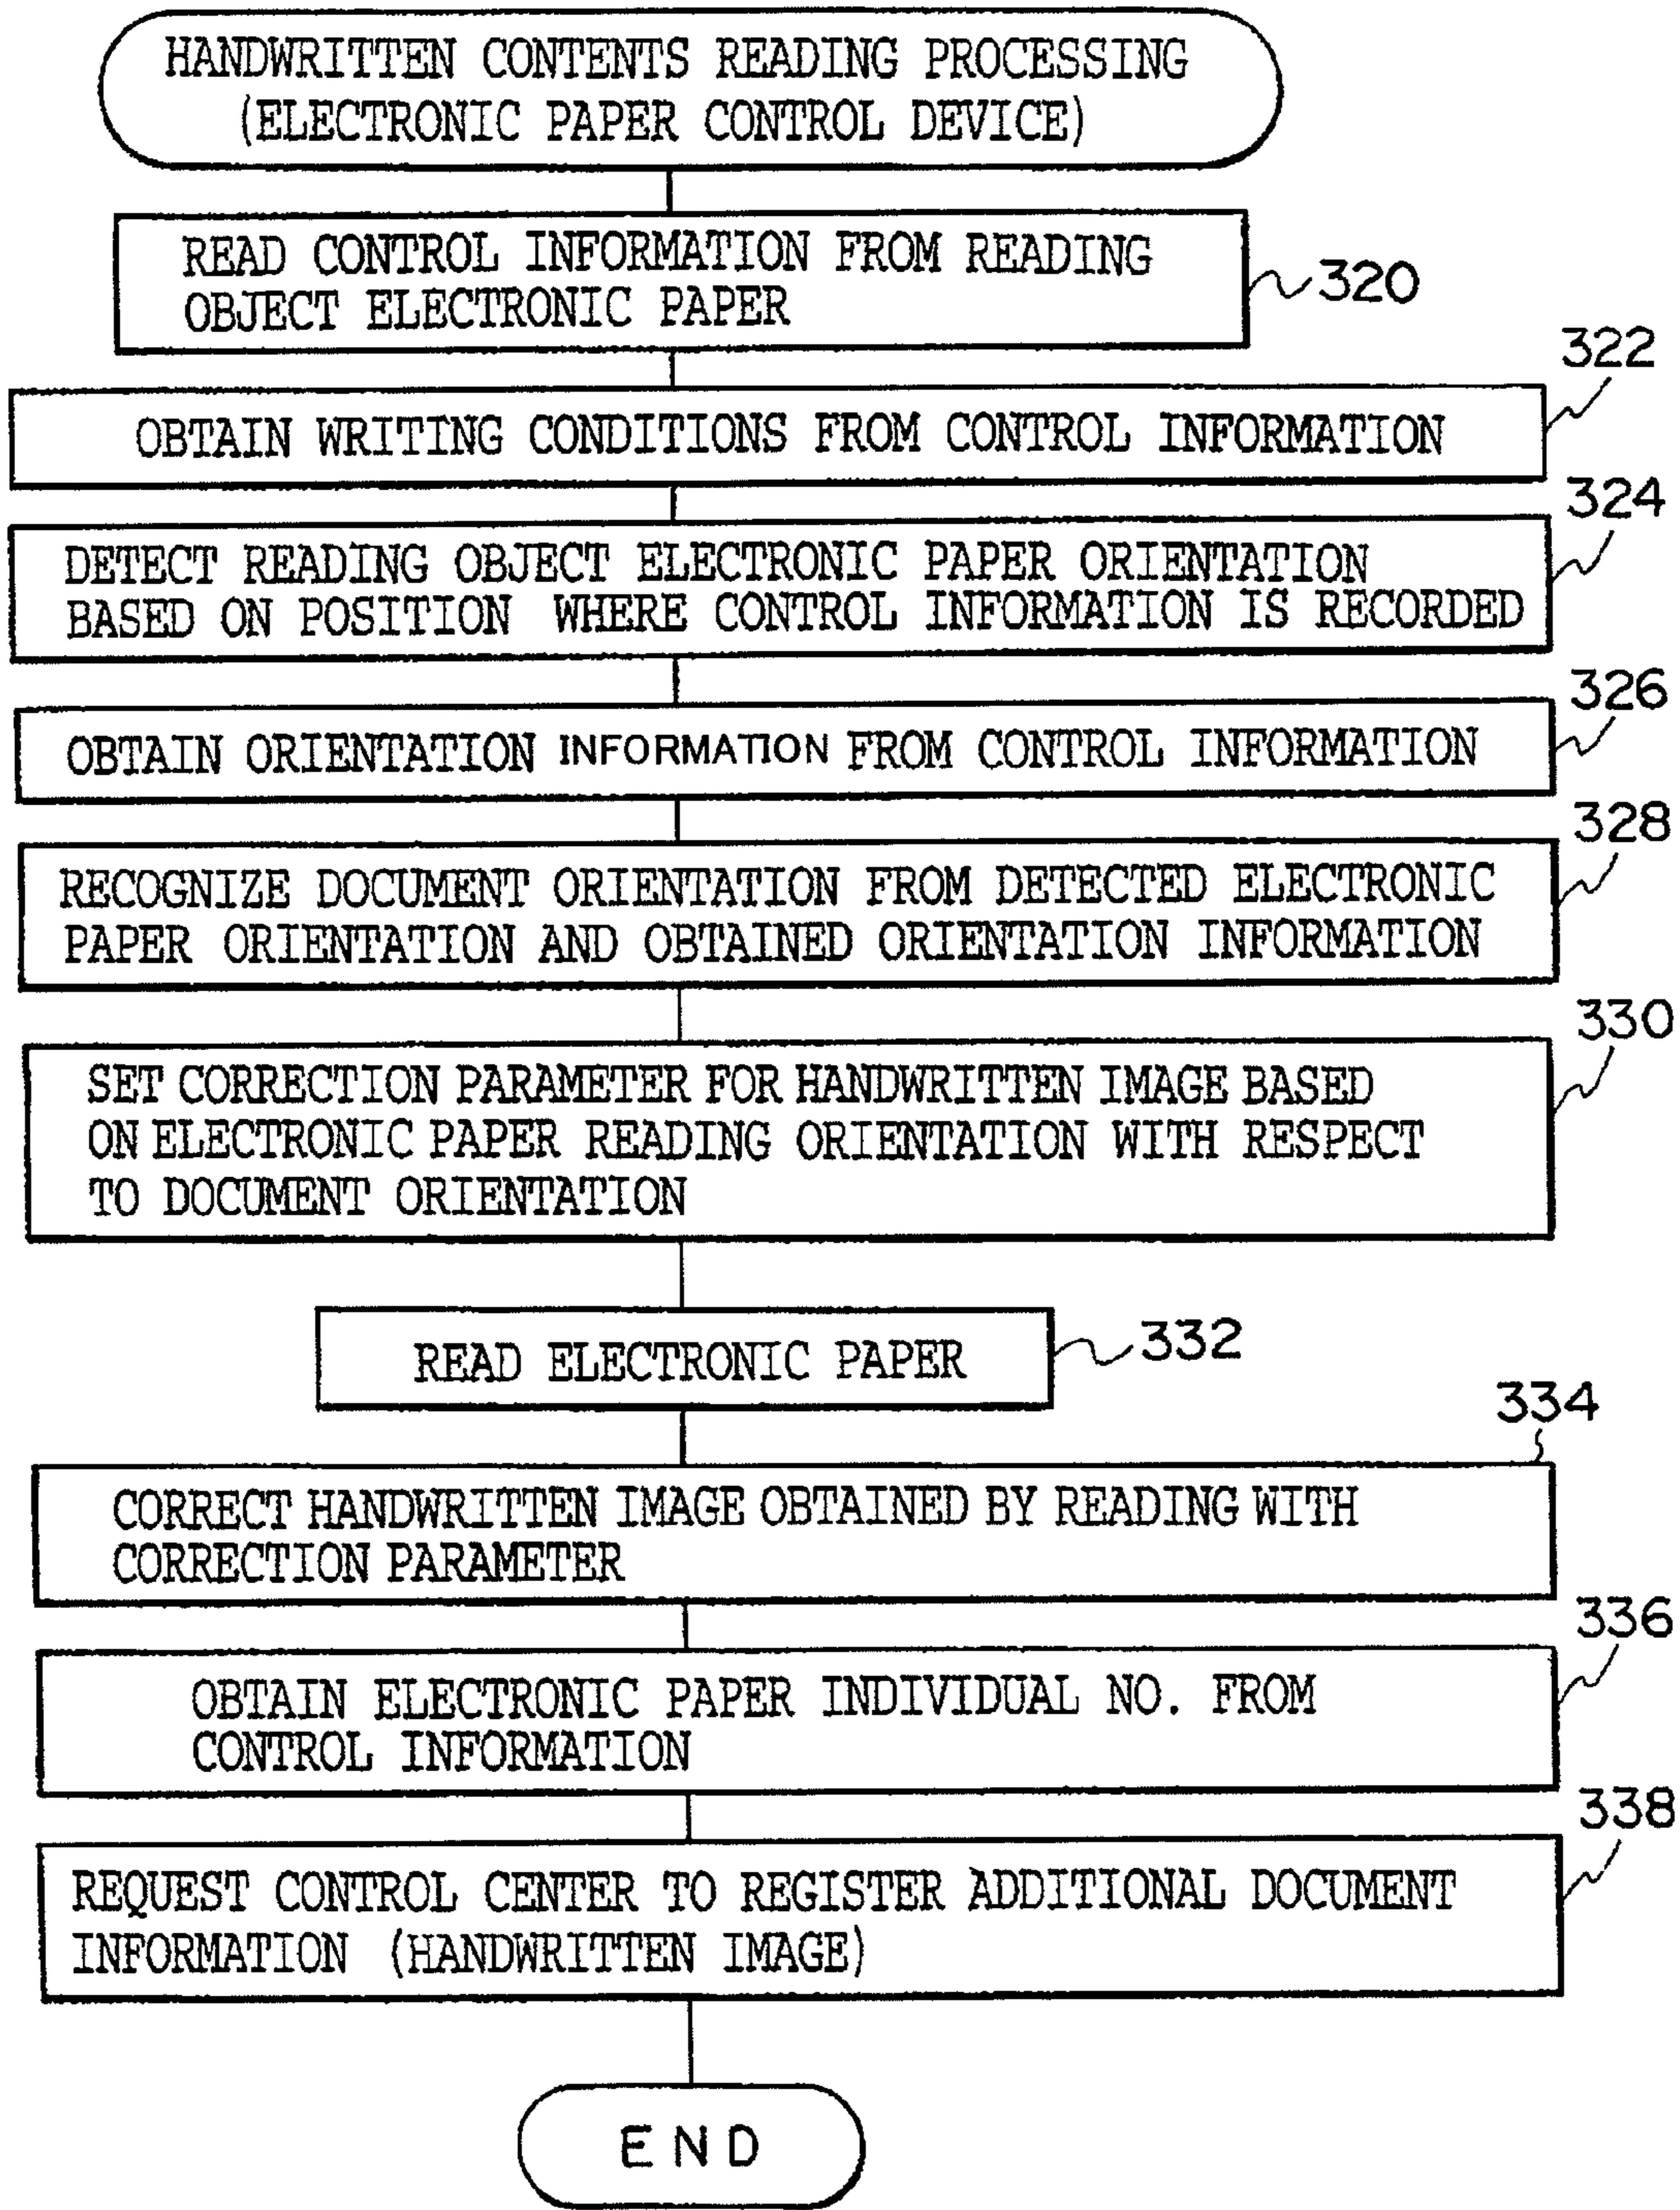 HANDWRITTEN CONTENTS READING PROCESSING
(ELECTRONIC PAPER CONTROL DEVICE)
READ CONTROL INFORMATION FROM READING
OBJECT ELECTRONIC PAPER
320
322
OBTAIN WRITING CONDITIONS FROM CONTROL INFORMATION
324
DETECT READING OBJECT ELECTRONIC PAPER ORIENTATION
BASED ON POSITION WHERE CONTROL INFORMATION IS RECORDED
326
OBTAIN ORIENTATION INFORMATION FROM CONTROL INFORMATION
328
RECOGNIZE DOCUMENT ORIENTATION FROM DETECTED ELECTRONIC
PAPER ORIENTATION AND OBTAINED ORIENTATION INFORMATION
330
SET CORRECTION PARAMETER FOR HANDWRITTEN IMAGE BASED
ON ELECTRONIC PAPER READING ORIENTATION WITH RESPECT
TO DOCUMENT ORIENTATION
READ ELECTRONIC PAPER
332
334
CORRECT HANDWRITTEN IMAGE OBTAINED BY READING WITH
CORRECTION PARAMETER
336
OBTAIN ELECTRONIC PAPER INDIVIDUAL NO. FROM
CONTROL INFORMATION
338
REQUEST CONTROL CENTER TO REGISTER ADDITIONAL DOCUMENT
INFORMATION (HANDWRITTEN IMAGE)
END